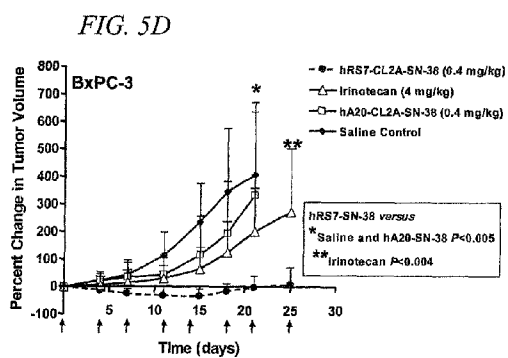 FIG. 5D
800
700
600
500
400
300
200
100
0
-100
Percent Change in Tumor Volume
BxPC-3
*
**
hRS7-CL2A-SN-38 (0.4 mg/kg)
Irinotecan (4 mg/kg)
hA20-CL2A-SN-38 (0.4 mg/kg)
Saline Control
hRS7-SN-38 versus
*Saline and hA20-SN-38 P<0.005
**Irinotecan P<0.004
5 10 15 20 25 30
Time (days)